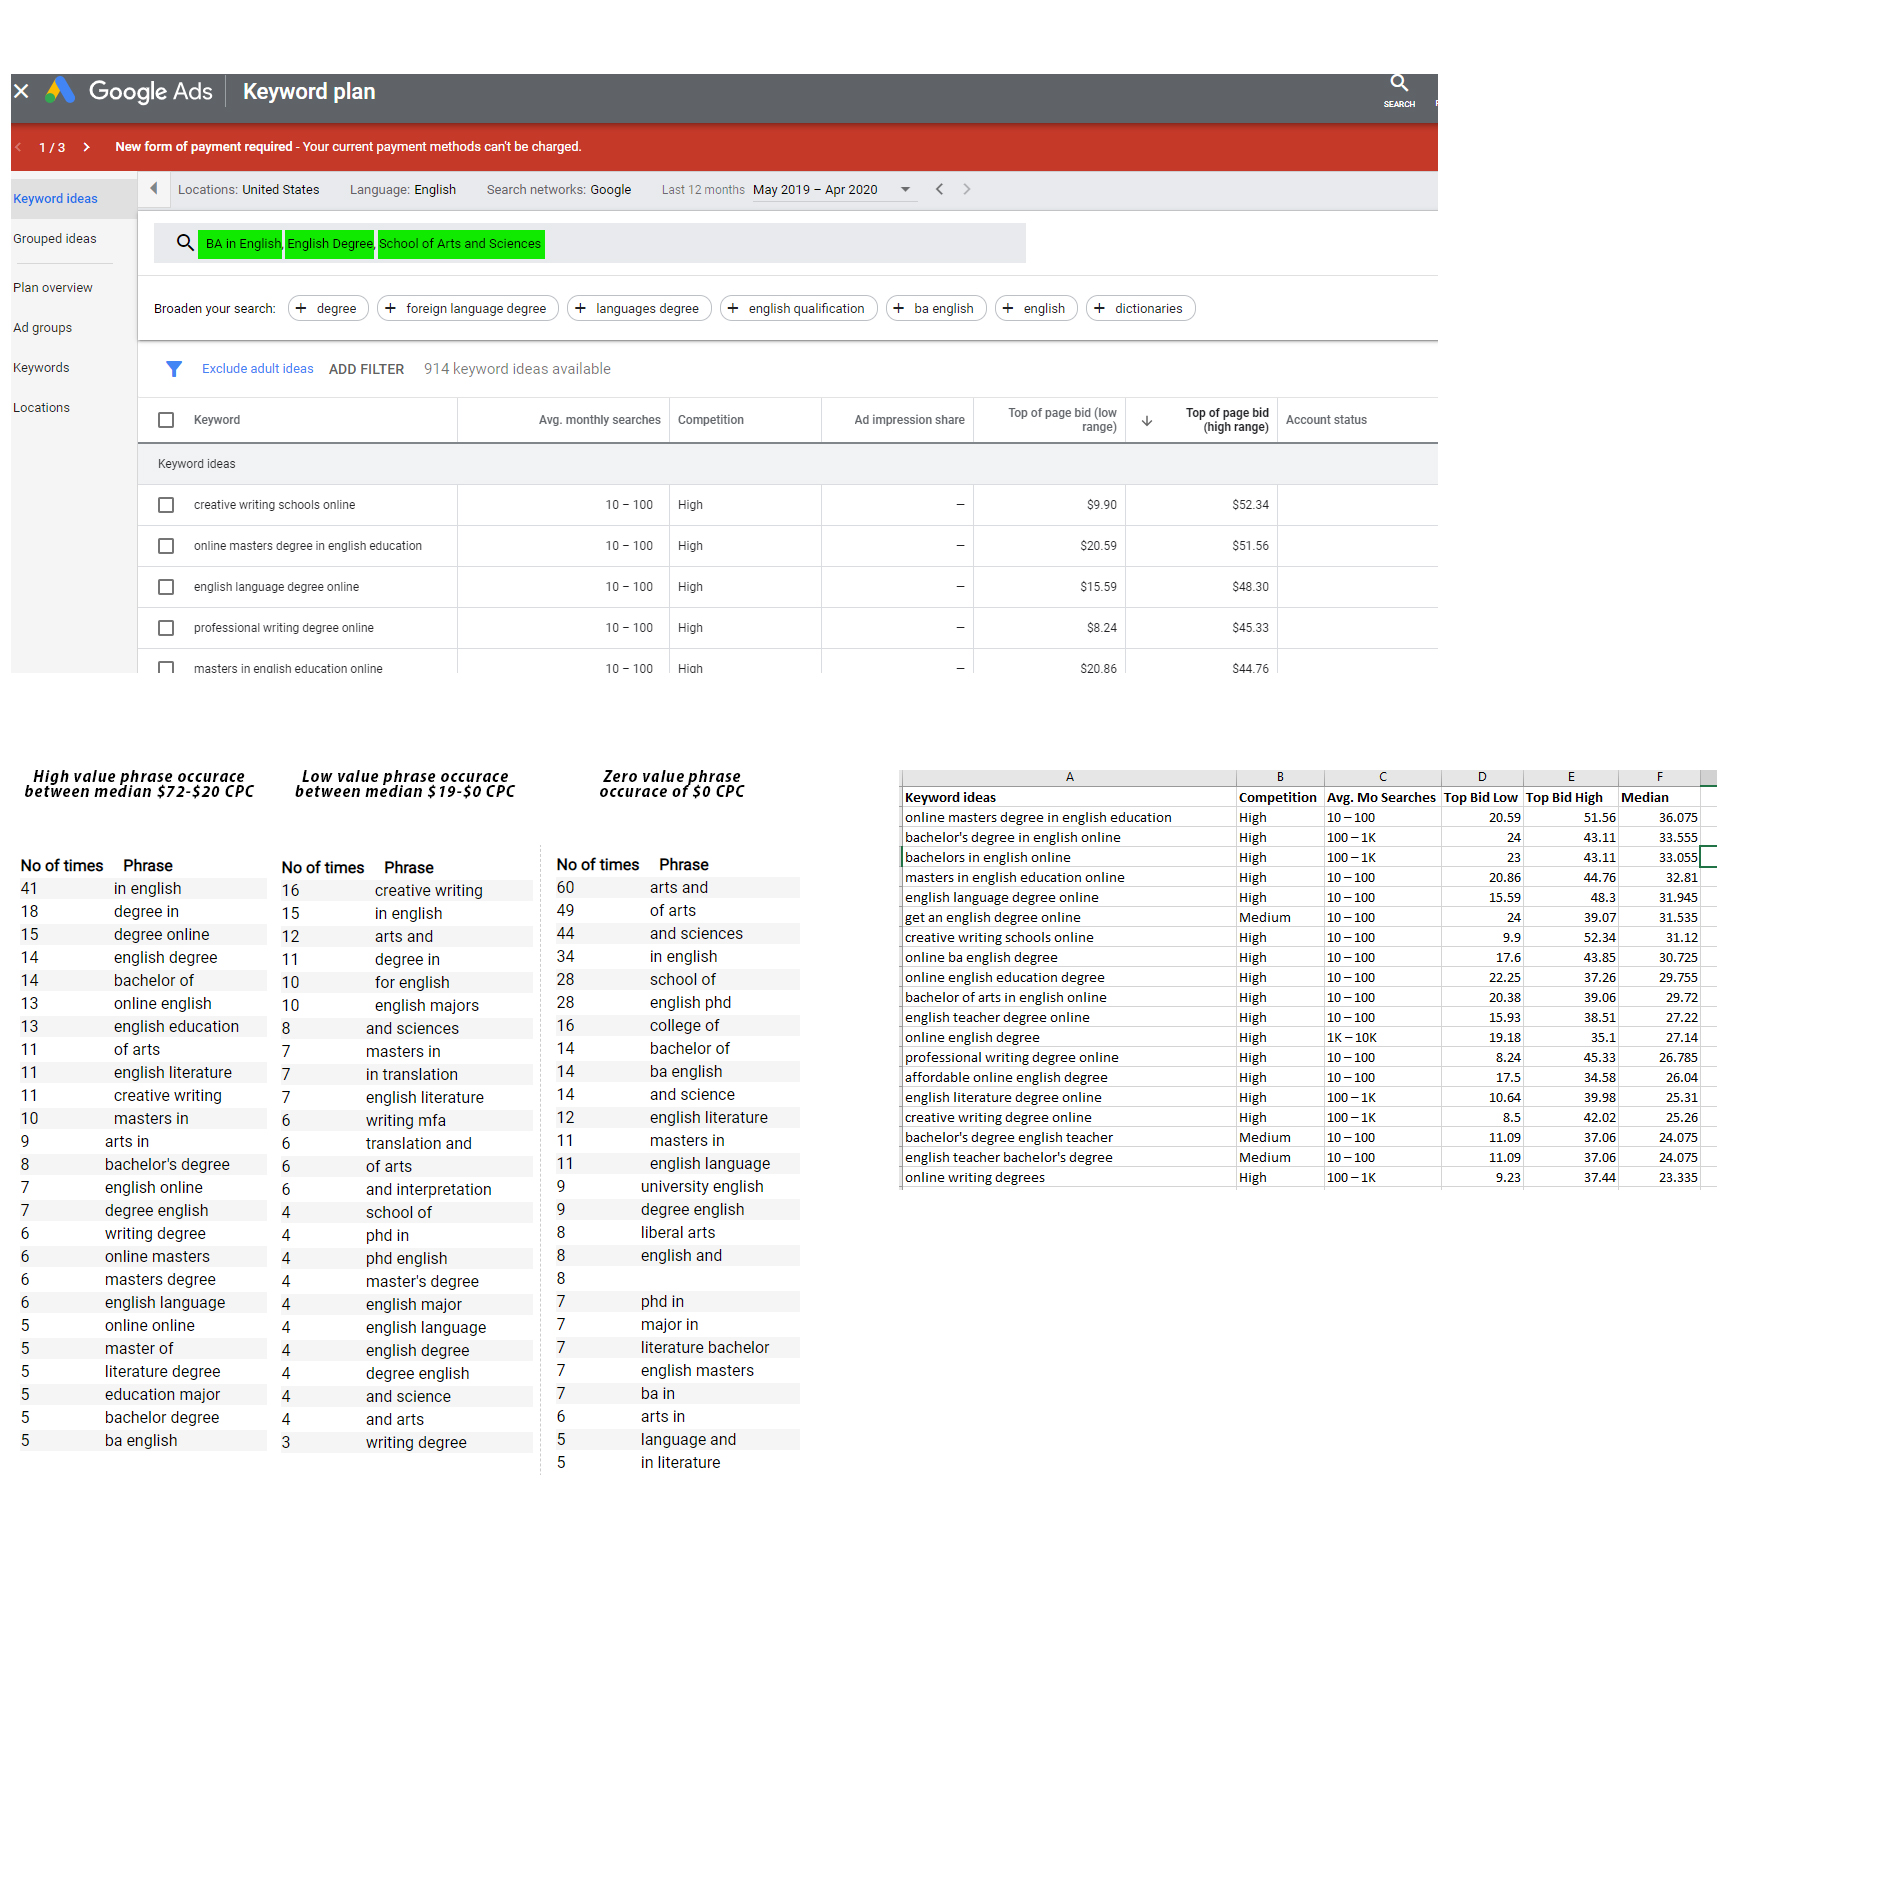 Google Ads Keyword plan
SEARCH
1 / 3 New form of payment required - Your current payment methods can't be charged.
Keyword ideas
Grouped ideas
Plan overview
Ad groups
Keywords
Locations
Locations: United States Language: English Search networks: Google Last 12 months May 2019 – Apr 2020
BA in English, English Degree, School of Arts and Sciences
Broaden your search: + degree + foreign language degree + languages degree + english qualification + ba english + english + dictionaries
Exclude adult ideas ADD FILTER 914 keyword ideas available
Keyword Avg. monthly searches Competition Ad impression share Top of page bid (low range) Top of page bid (high range) Account status
Keyword ideas
creative writing schools online 10 – 100 High – $9.90 $52.34
online masters degree in english education 10 – 100 High – $20.59 $51.56
english language degree online 10 – 100 High – $15.59 $48.30
professional writing degree online 10 – 100 High – $8.24 $45.33
masters in english education online 10 – 100 High – $20.86 $44.76
High value phrase occurace
between median $72-$20 CPC
No of times Phrase
41 in english
18 degree in
15 degree online
14 english degree
14 bachelor of
13 online english
13 english education
11 of arts
11 english literature
11 creative writing
10 masters in
9 arts in
8 bachelor's degree
7 english online
7 degree english
6 writing degree
6 online masters
6 masters degree
6 english language
5 online online
5 master of
5 literature degree
5 education major
5 bachelor degree
5 ba english
Low value phrase occurace
between median $19-$0 CPC
No of times Phrase
16 creative writing
15 in english
12 arts and
11 degree in
10 for english
10 english majors
8 and sciences
7 masters in
7 in translation
7 english literature
6 writing mfa
6 translation and
6 of arts
6 and interpretation
4 school of
4 phd in
4 phd english
4 master's degree
4 english major
4 english language
4 english degree
4 degree english
4 and science
4 and arts
3 writing degree
Zero value phrase
occurace of $0 CPC
No of times Phrase
60 arts and
49 of arts
44 and sciences
34 in english
28 school of
28 english phd
16 college of
14 bachelor of
14 ba english
14 and science
12 english literature
11 masters in
11 english language
9 university english
9 degree english
8 liberal arts
8 english and
8
7 phd in
7 major in
7 literature bachelor
7 english masters
7 ba in
6 arts in
5 language and
5 in literature
A B C D E F
Keyword ideas Competition Avg. Mo Searches Top Bid Low Top Bid High Median
online masters degree in english education High 10 – 100 20.59 51.56 36.075
bachelor's degree in english online High 100 – 1K 24 43.11 33.555
bachelors in english online High 100 – 1K 23 43.11 33.055
masters in english education online High 10 – 100 20.86 44.76 32.81
english language degree online High 10 – 100 15.59 48.3 31.945
get an english degree online Medium 10 – 100 24 39.07 31.535
creative writing schools online High 10 – 100 9.9 52.34 31.12
online ba english degree High 10 – 100 17.6 43.85 30.725
online english education degree High 10 – 100 22.25 37.26 29.755
bachelor of arts in english online High 10 – 100 20.38 39.06 29.72
english teacher degree online High 10 – 100 15.93 38.51 27.22
online english degree High 1K – 10K 19.18 35.1 27.14
professional writing degree online High 10 – 100 8.24 45.33 26.785
affordable online english degree High 10 – 100 17.5 34.58 26.04
english literature degree online High 100 – 1K 10.64 39.98 25.31
creative writing degree online High 100 – 1K 8.5 42.02 25.26
bachelor's degree english teacher Medium 10 – 100 11.09 37.06 24.075
english teacher bachelor's degree Medium 10 – 100 11.09 37.06 24.075
online writing degrees High 100 – 1K 9.23 37.44 23.335